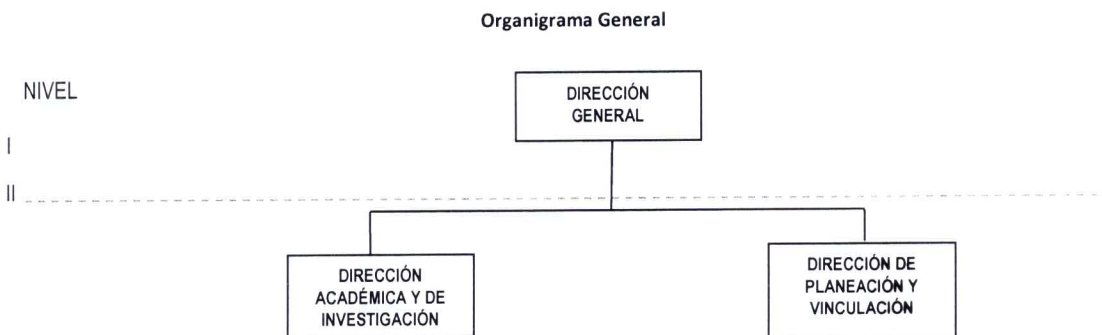 Organigrama General
NIVEL
DIRECCIÓN
GENERAL
I
II
DIRECCIÓN
ACADÉMICA Y DE
INVESTIGACIÓN
DIRECCIÓN DE
PLANEACIÓN Y
VINCULACIÓN